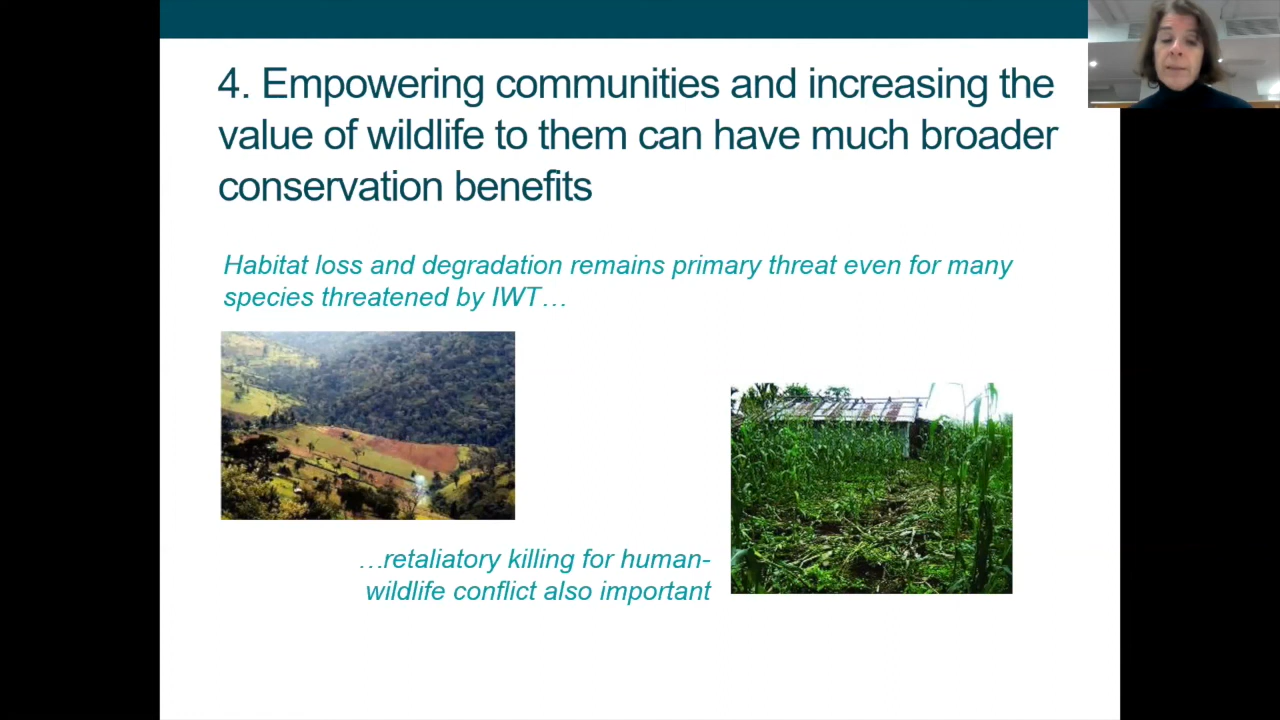 4. Empowering communities and increasing the
value of wildlife to them can have much broader
conservation benefits
Habitat loss and degradation remains primary threat even for many
species threatened by IWT…
…retaliatory killing for human-
wildlife conflict also important